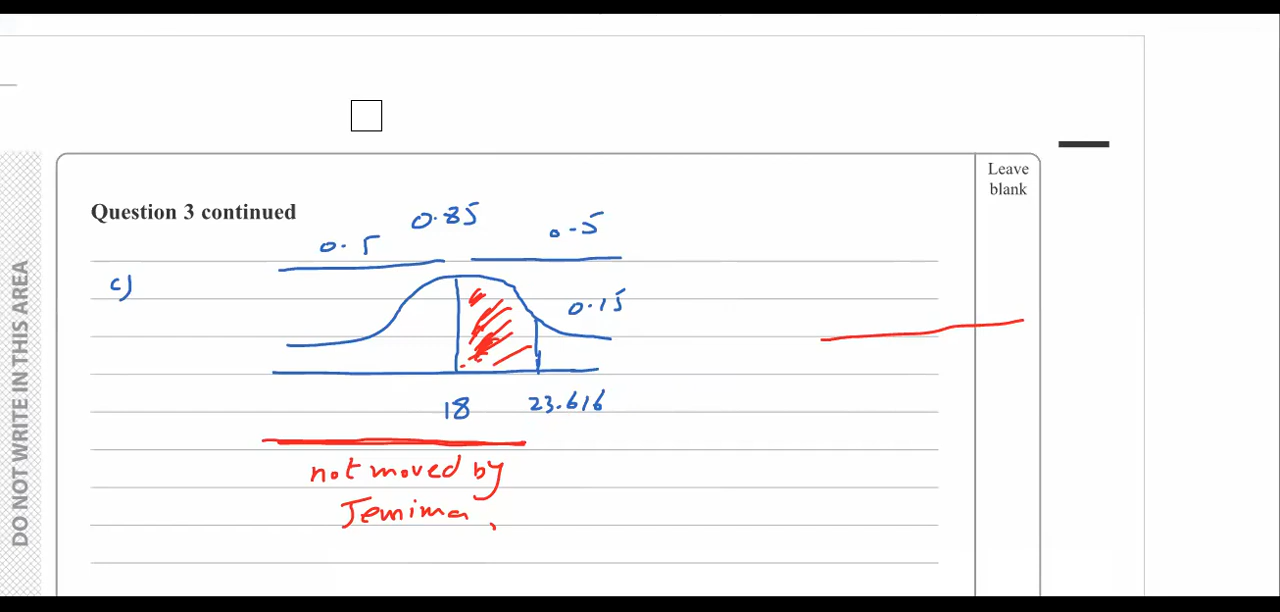 Leave
blank
Question 3 continued
0.85
0.5
0.5
c)
0.15
18
23.616
not moved by
Jemima
DO NOT WRITE IN THIS AREA